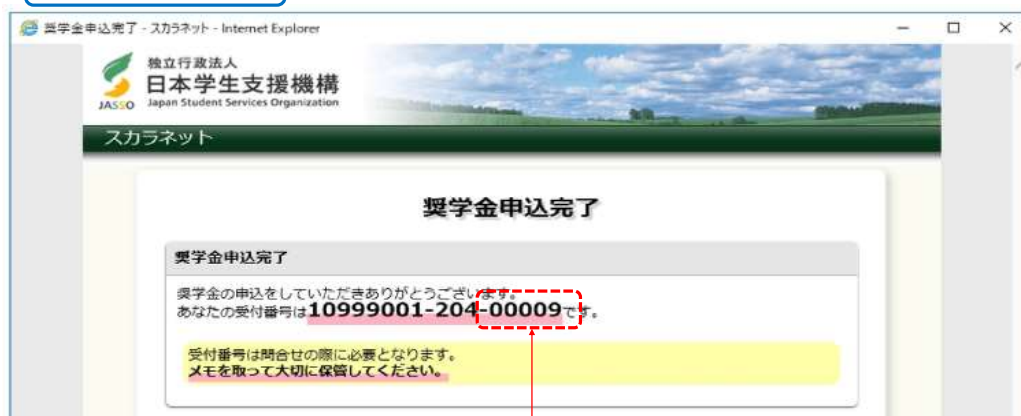 奨学金申込完了 - スカラネット - Internet Explorer
独立行政法人
日本学生支援機構
JASSO Japan Student Services Organization
スカラネット
奨学金申込完了
奨学金申込完了
奨学金の申込をしていただきありがとうございます。
あなたの受付番号は10999001-204-00009です。
受付番号は問合せの際に必要となります。
メモを取って大切に保管してください。